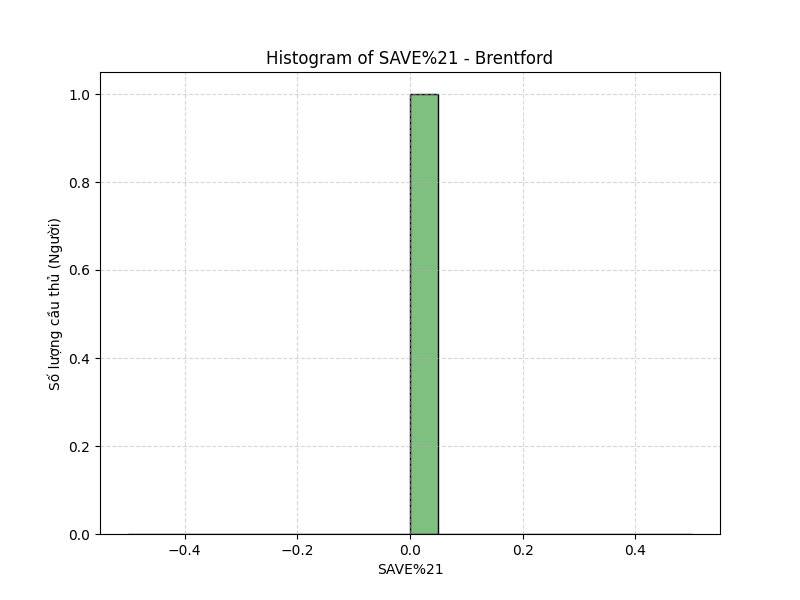 Histogram of SAVE%21 - Brentford
1.0
0.8
0.6
0.4
0.2
0.0
Số lượng cầu thủ (Người)
−0.4 −0.2 0.0 0.2 0.4
SAVE%21